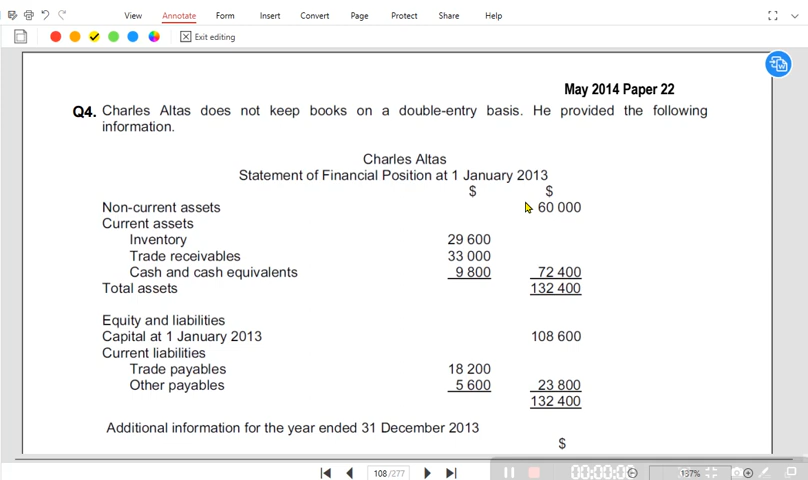 View Annotate Form Insert Convert Page Protect Share Help
Exit editing
May 2014 Paper 22
Q4. Charles Altas does not keep books on a double-entry basis. He provided the following
information.
Charles Altas
Statement of Financial Position at 1 January 2013
$ $
Non-current assets 60 000
Current assets
Inventory 29 600
Trade receivables 33 000
Cash and cash equivalents 9 800 72 400
Total assets 132 400
Equity and liabilities
Capital at 1 January 2013 108 600
Current liabilities
Trade payables 18 200
Other payables 5 600 23 800
132 400
Additional information for the year ended 31 December 2013
$
108 /277